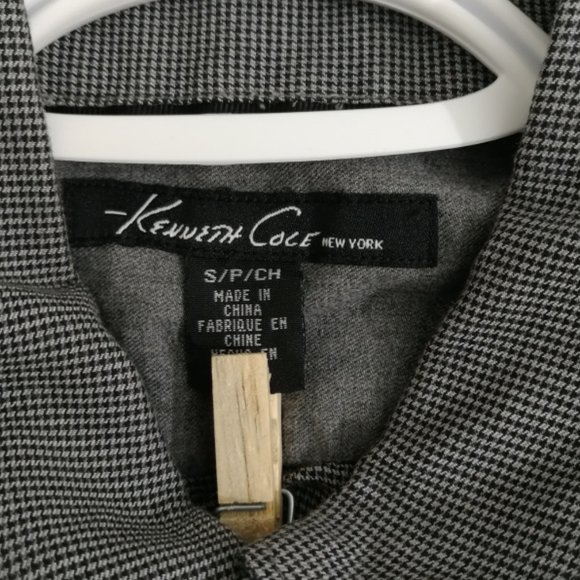 KENNETH COLE NEW YORK
S/P/CH
MADE IN
CHINA
FABRIQUE EN
CHINE